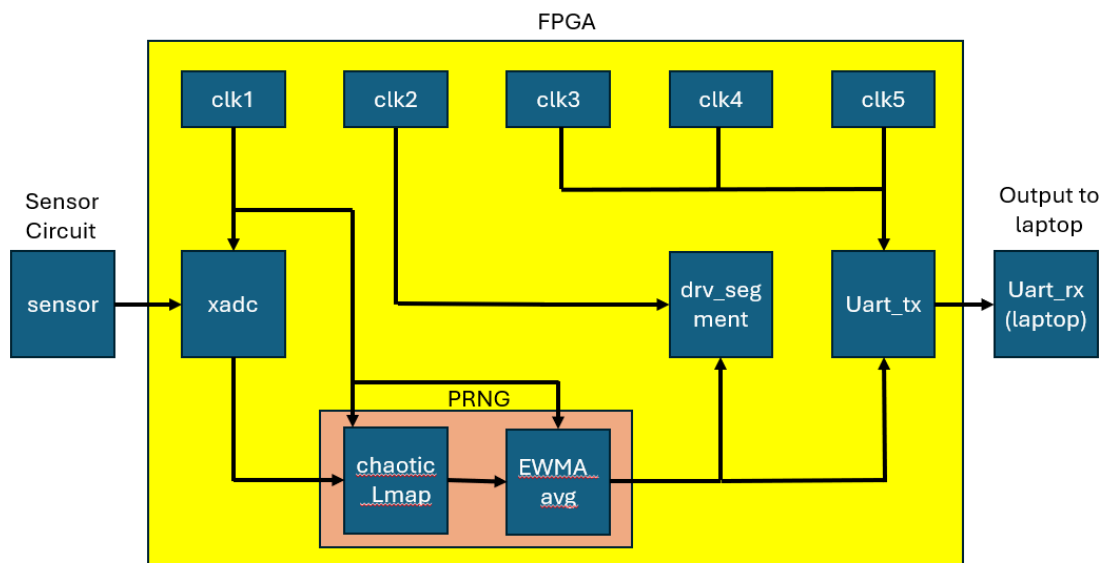 FPGA
clk1
clk2
clk3
clk4
clk5
Sensor
Circuit
Output to
laptop
sensor
xadc
drv_seg
ment
Uart_tx
Uart_rx
(laptop)
PRNG
chaotic
_Lmap
EWMA_
avg